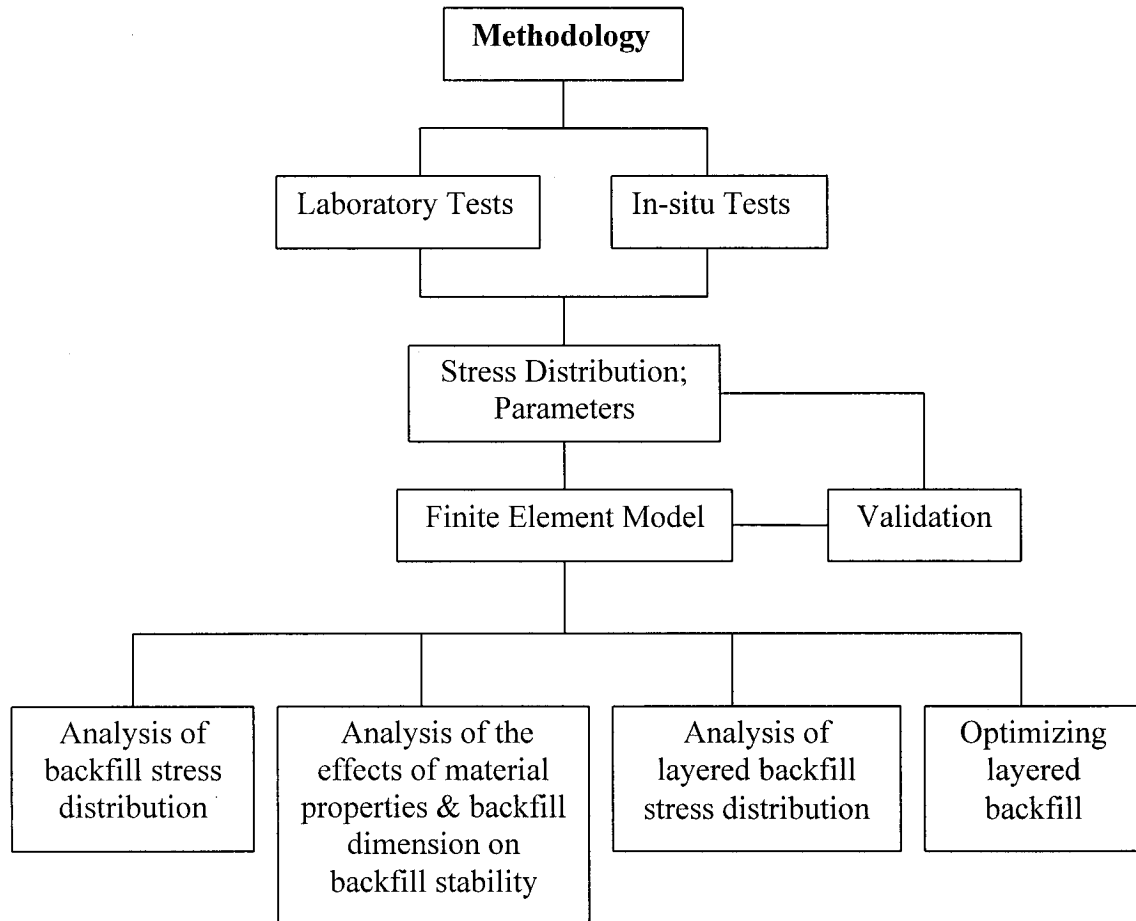 Methodology
Laboratory Tests
In-situ Tests
Stress Distribution;
Parameters
Finite Element Model
Validation
Analysis of
backfill stress
distribution
Analysis of the
effects of material
properties & backfill
dimension on
backfill stability
Analysis of
layered backfill
stress distribution
Optimizing
layered
backfill